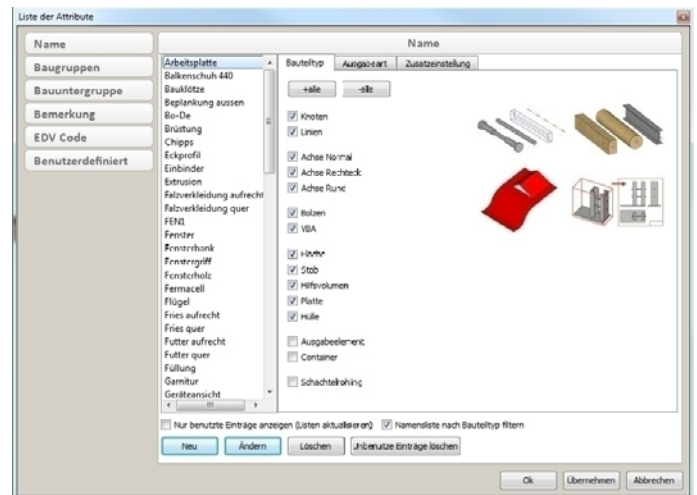 Liste der Attribute
Name
Baugruppen
Bauuntergruppe
Bemerkung
EDV Code
Benutzerdefiniert
Name
Arbeitsplatte
Balkenschuh 440
Bauklötze
Beplankung aussen
Bo-De
Brüstung
Chipps
Eckprofil
Einbinder
Extrusion
Falzverkleidung aufrecht
Falzverkleidung quer
FEN1
Fenster
Fensterbank
Fenstergriff
Fensterholz
Fermacell
Flügel
Fries aufrecht
Fries quer
Futter aufrecht
Futter quer
Füllung
Garnitur
Geräteansicht
Bauteiltyp Ausgabeart Zusatzeinstellung
+alle -alle
Knoten
Linien
Achse Normal
Achse Rechteck
Achse Rund
Bolzen
VBA
Fläche
Stab
Hilfsvolumen
Platte
Hülle
Ausgabeelement
Container
Schachtelrohling
Nur benutzte Einträge anzeigen (Listen aktualisieren) Namensliste nach Bauteiltyp filtern
Neu Ändern Löschen Unbenutze Einträge löschen
Ok Übernehmen Abbrechen